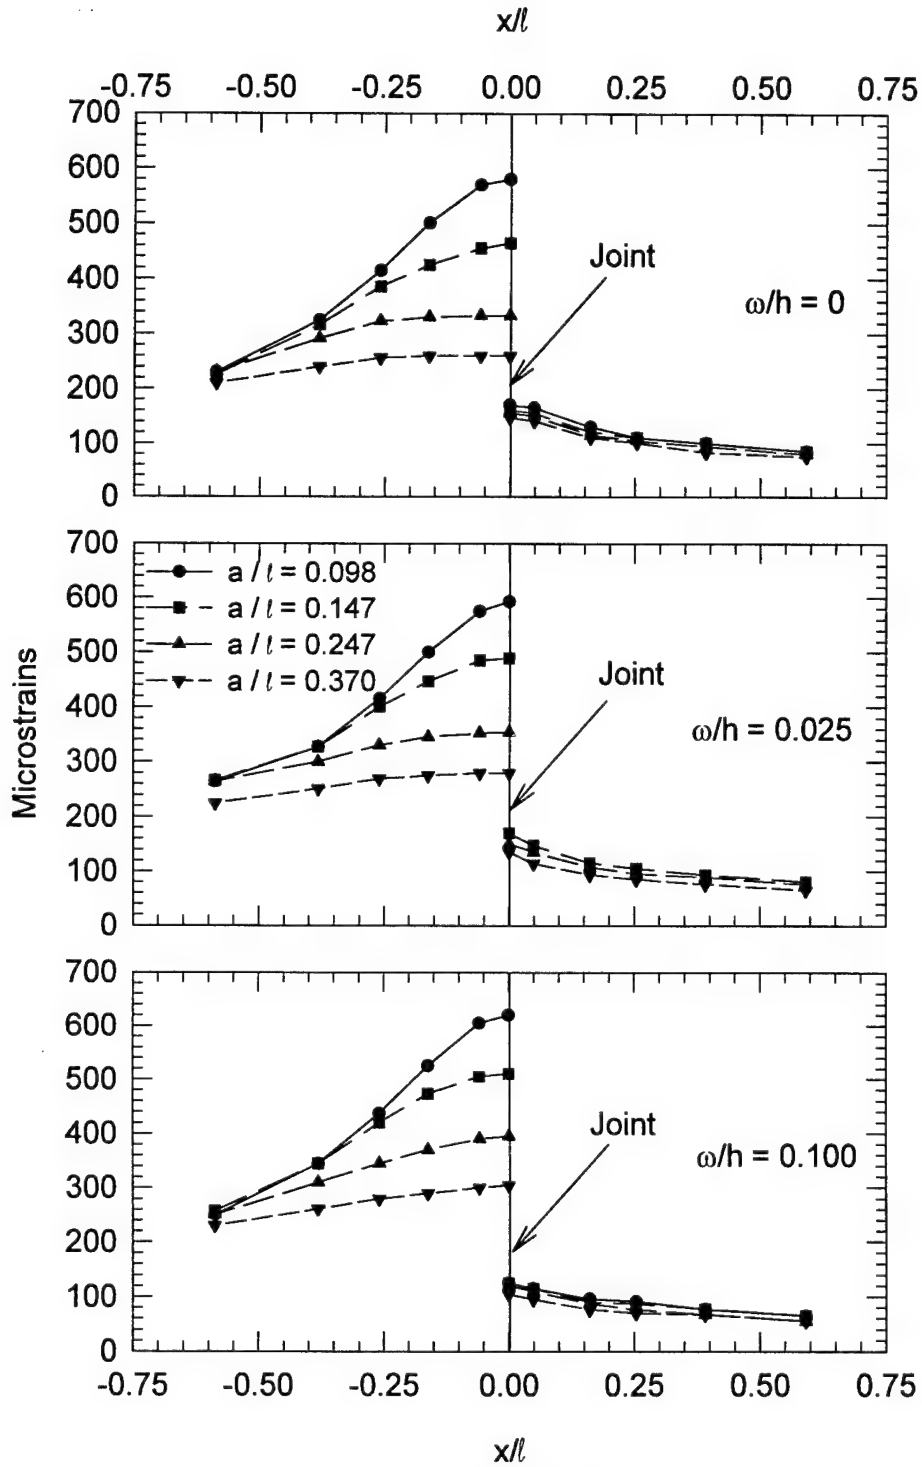 x/ℓ
-0.75 -0.50 -0.25 0.00 0.25 0.50 0.75
700
600
500
400
300
200
100
0
Joint
ω/h = 0
700
600
500
400
300
200
100
0
a / ℓ = 0.098
a / ℓ = 0.147
a / ℓ = 0.247
a / ℓ = 0.370
Joint
ω/h = 0.025
Microstrains
700
600
500
400
300
200
100
0
Joint
ω/h = 0.100
-0.75 -0.50 -0.25 0.00 0.25 0.50 0.75
x/ℓ